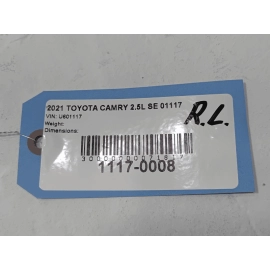 2021 TOYOTA CAMRY 2.5L SE 01117
VIN: U601117
Weight:
Dimensions:
R.L.
1117-0008